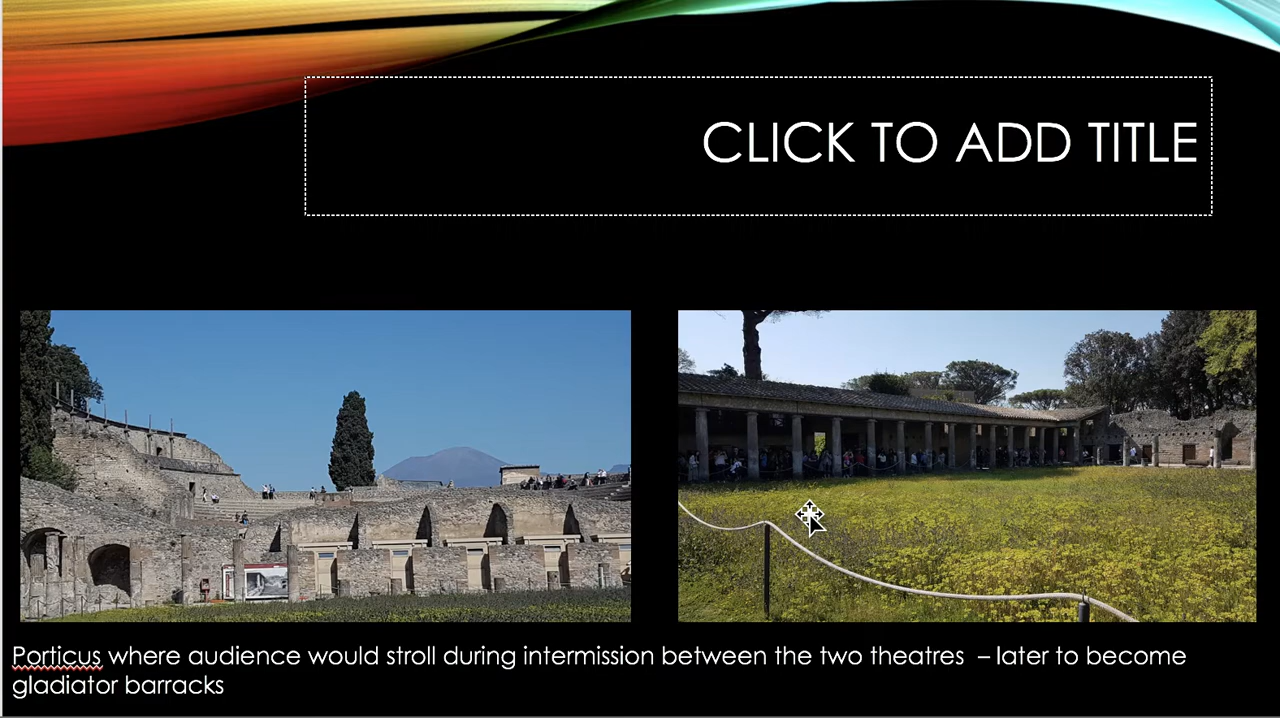 CLICK TO ADD TITLE
Porticus where audience would stroll during intermission between the two theatres – later to become
gladiator barracks